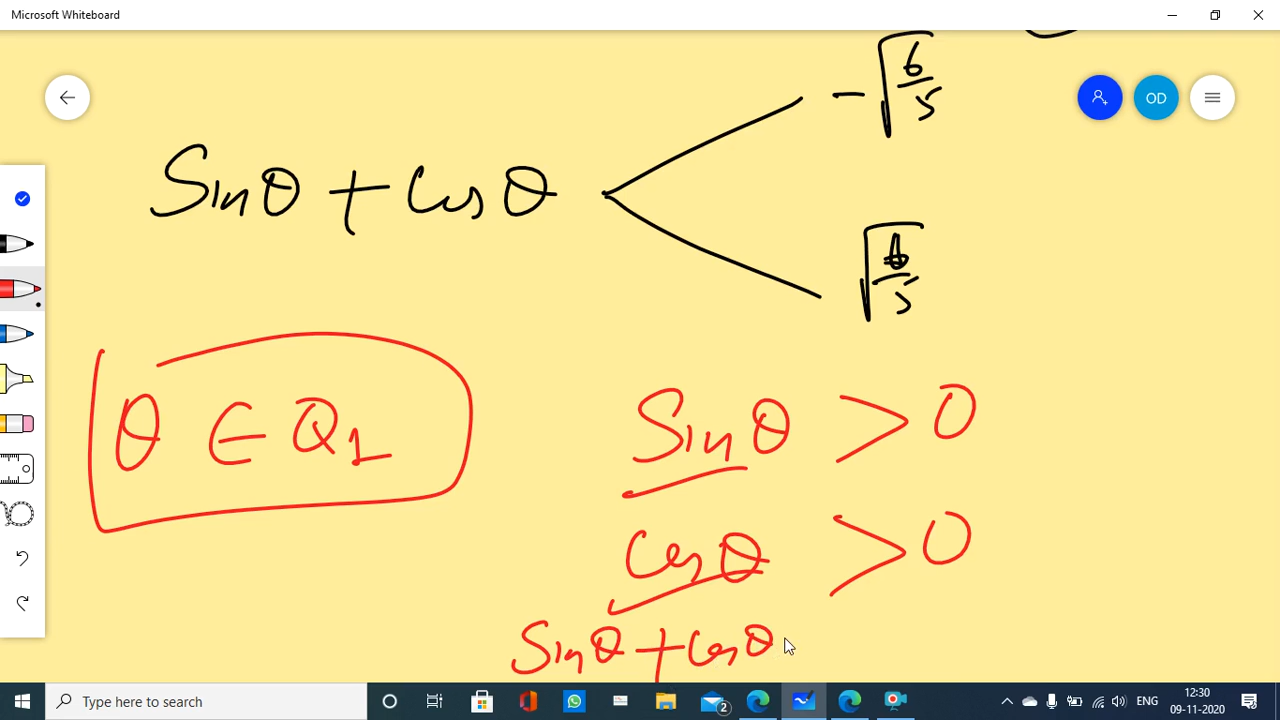 Microsoft Whiteboard
-√6/5
OD
Sinθ + Cosθ
√6/5
θ ∈ Q1
Sinθ > 0
Cosθ > 0
Sinθ + Cosθ
Type here to search
2
ENG
12:30
09-11-2020